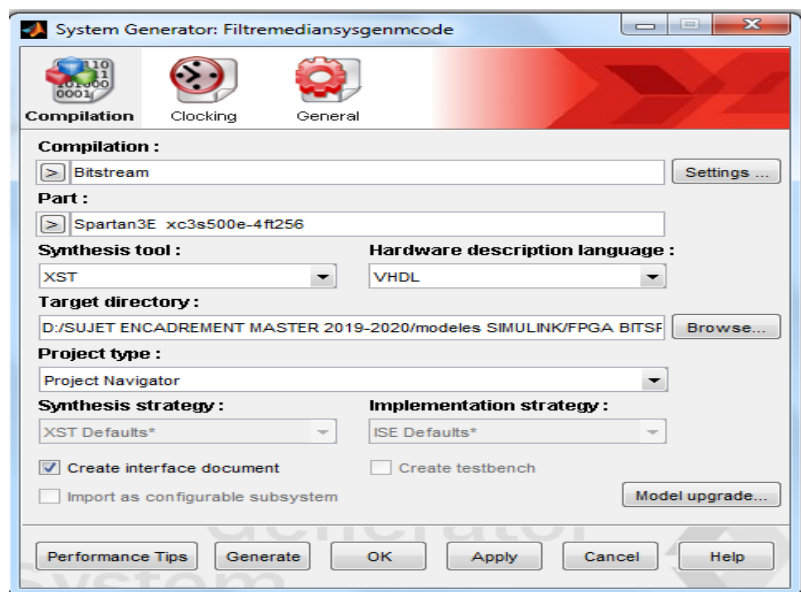 System Generator: Filtremediansysgenmcode
Compilation Clocking General
Compilation :
> Bitstream Settings ...
Part :
> Spartan3E xc3s500e-4ft256
Synthesis tool : Hardware description language :
XST VHDL
Target directory :
D:/SUJET ENCADREMENT MASTER 2019-2020/modeles SIMULINK/FPGA BITSF Browse...
Project type :
Project Navigator
Synthesis strategy : Implementation strategy :
XST Defaults* ISE Defaults*
Create interface document Create testbench
Import as configurable subsystem Model upgrade...
Performance Tips Generate OK Apply Cancel Help